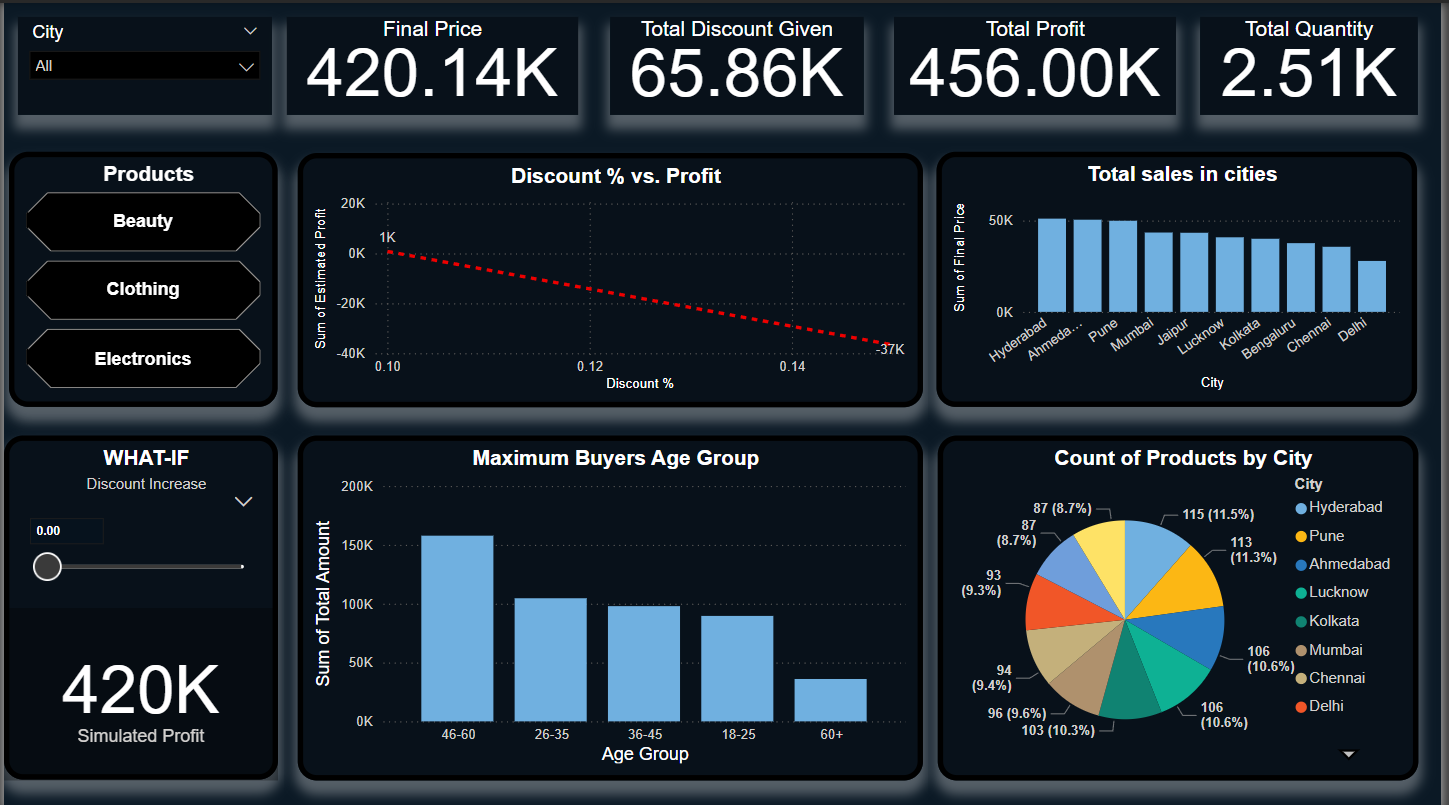 City
All
Final Price
420.14K
Total Discount Given
65.86K
Total Profit
456.00K
Total Quantity
2.51K
Products
Beauty
Clothing
Electronics
Discount % vs. Profit
Sum of Estimated Profit
20K
0K
-20K
-40K
1K
-37K
0.10
0.12
0.14
Discount %
Total sales in cities
Sum of Final Price
50K
0K
Hyderabad
Ahmeda...
Pune
Mumbai
Jaipur
Lucknow
Kolkata
Bengaluru
Chennai
Delhi
City
WHAT-IF
Discount Increase
0.00
420K
Simulated Profit
Maximum Buyers Age Group
Sum of Total Amount
200K
150K
100K
50K
0K
46-60
26-35
36-45
18-25
60+
Age Group
Count of Products by City
115 (11.5%)
113
(11.3%)
106
(10.6%)
106
(10.6%)
103 (10.3%)
96 (9.6%)
94
(9.4%)
93
(9.3%)
87
(8.7%)
87 (8.7%)
City
Hyderabad
Pune
Ahmedabad
Lucknow
Kolkata
Mumbai
Chennai
Delhi